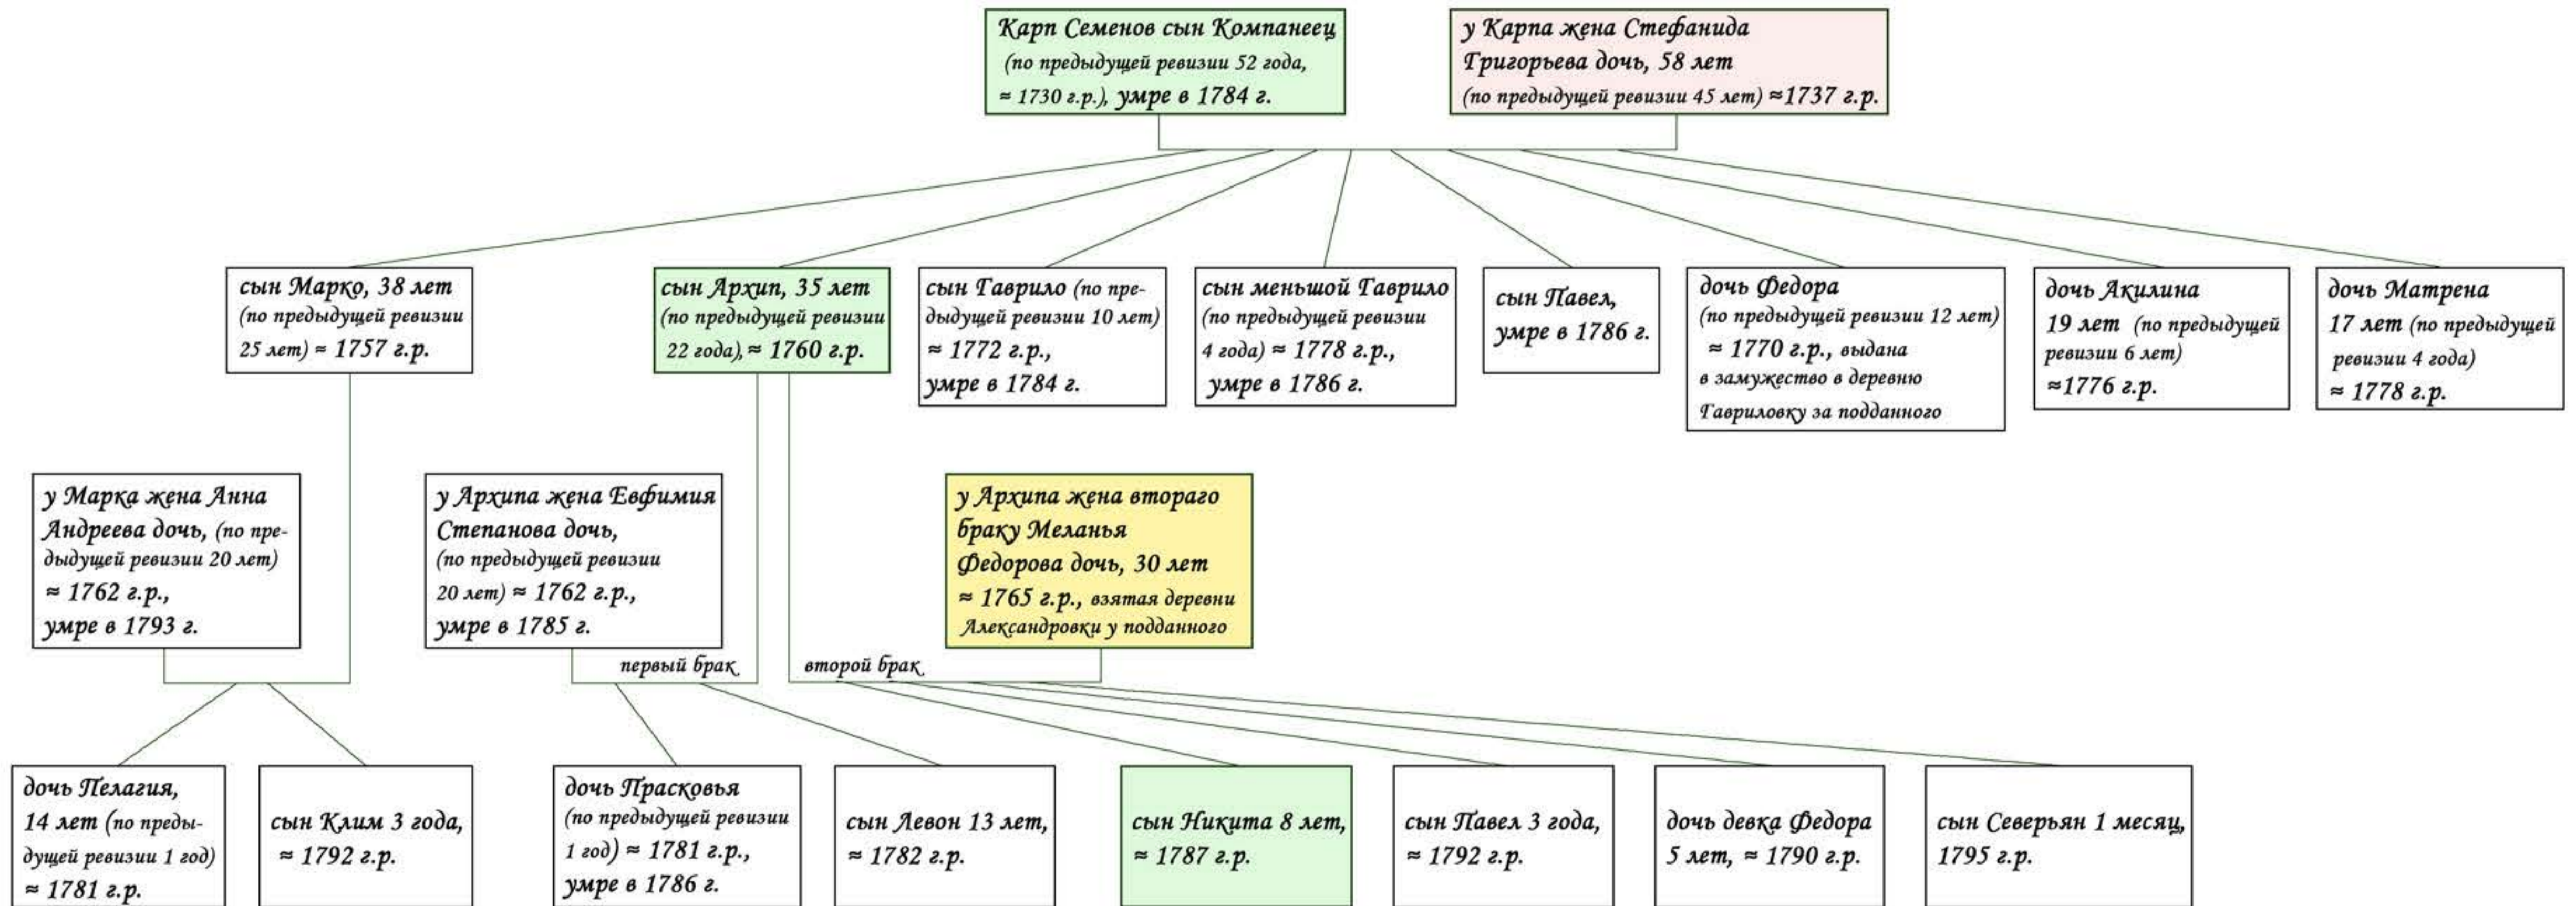 Карп Семенов сын Компанеец
(по предыдущей ревизии 52 года,
≈ 1730 г.р.), умре в 1784 г.
у Карпа жена Стефанида
Григорьева дочь, 58 лет
(по предыдущей ревизии 45 лет) ≈1737 г.р.
сын Марко, 38 лет
(по предыдущей ревизии
25 лет) ≈ 1757 г.р.
сын Архип, 35 лет
(по предыдущей ревизии
22 года), ≈ 1760 г.р.
сын Гаврило (по пре-
дыдущей ревизии 10 лет)
≈ 1772 г.р.,
умре в 1784 г.
сын меньшой Гаврило
(по предыдущей ревизии
4 года) ≈ 1778 г.р.,
умре в 1786 г.
сын Павел,
умре в 1786 г.
дочь Федора
(по предыдущей ревизии 12 лет)
≈ 1770 г.р., выдана
в замужество в деревню
Гавриловку за подданного
дочь Акилина
19 лет (по предыдущей
ревизии 6 лет)
≈1776 г.р.
дочь Матрена
17 лет (по предыдущей
ревизии 4 года)
≈ 1778 г.р.
у Марка жена Анна
Андреева дочь, (по пре-
дыдущей ревизии 20 лет)
≈ 1762 г.р.,
умре в 1793 г.
у Архипа жена Евфимия
Степанова дочь,
(по предыдущей ревизии
20 лет) ≈ 1762 г.р.,
умре в 1785 г.
у Архипа жена втораго
браку Меланья
Федорова дочь, 30 лет
≈ 1765 г.р., взятая деревни
Александровки у подданного
первый брак
второй брак
дочь Пелагия,
14 лет (по преды-
дущей ревизии 1 год)
≈ 1781 г.р.
сын Клим 3 года,
≈ 1792 г.р.
дочь Прасковья
(по предыдущей ревизии
1 год) ≈ 1781 г.р.,
умре в 1786 г.
сын Левон 13 лет,
≈ 1782 г.р.
сын Никита 8 лет,
≈ 1787 г.р.
сын Павел 3 года,
≈ 1792 г.р.
дочь девка Федора
5 лет, ≈ 1790 г.р.
сын Северьян 1 месяц,
1795 г.р.